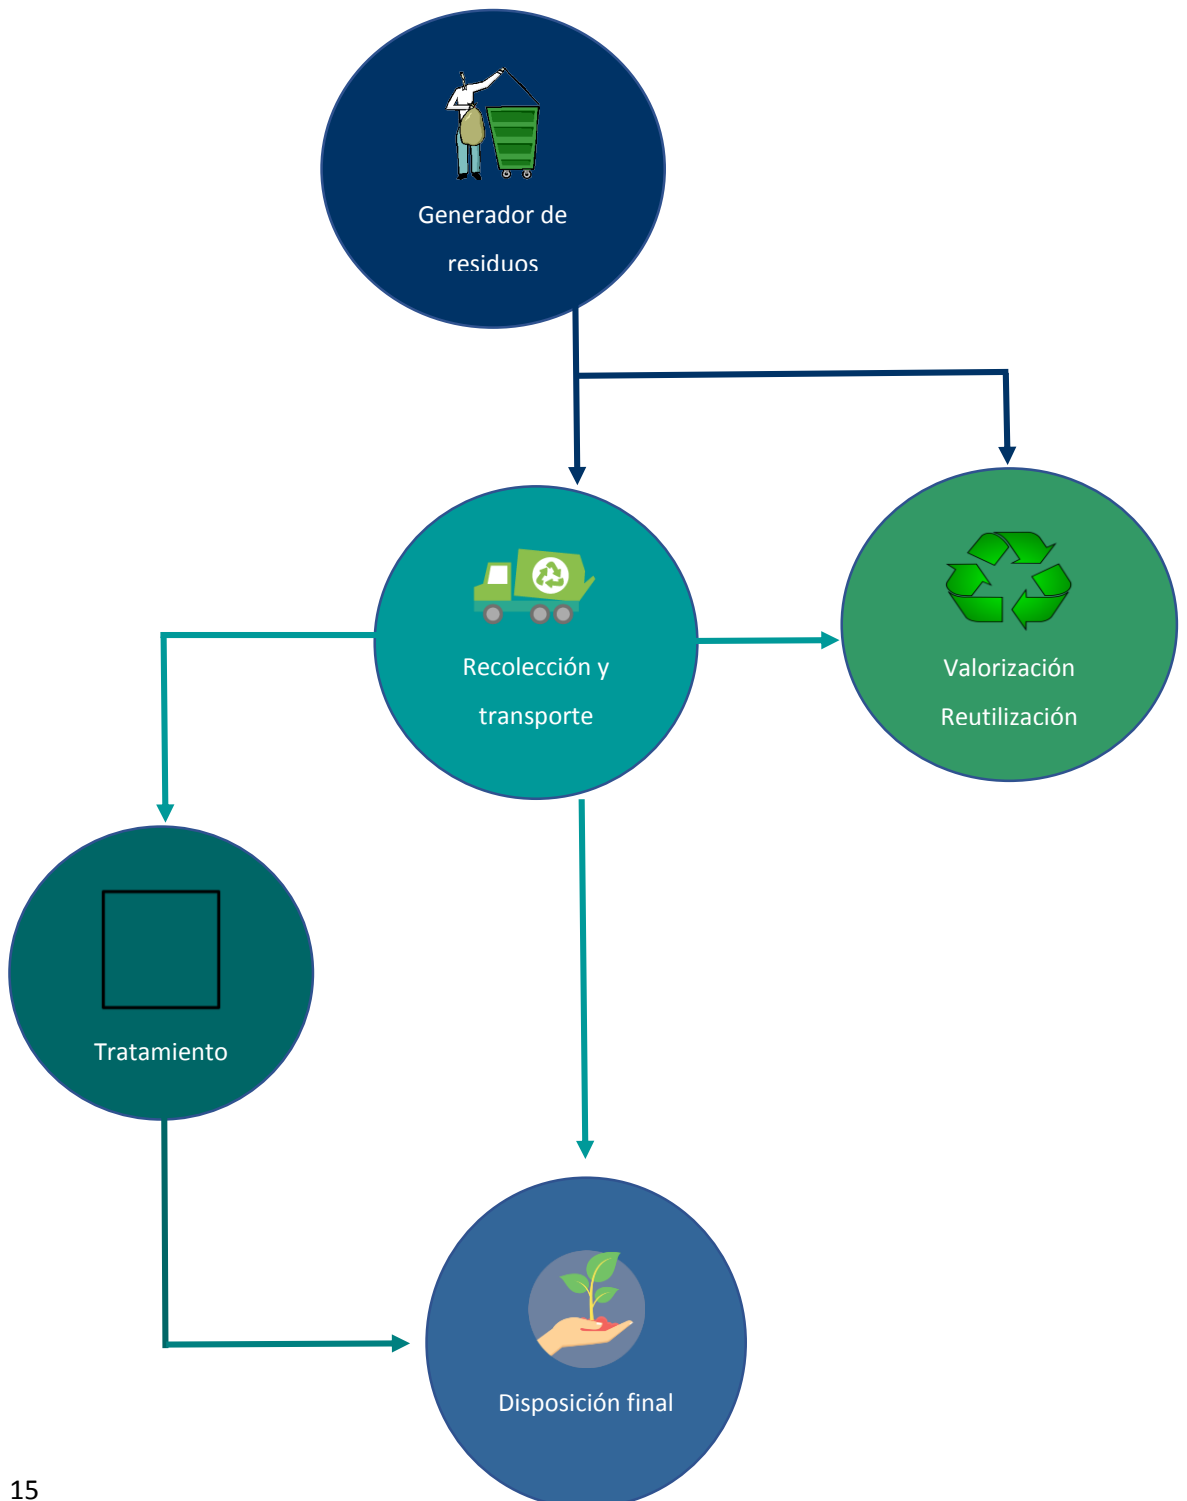 Generador de
residuos
Recolección y
transporte
Valorización
Reutilización
Tratamiento
Disposición final
15